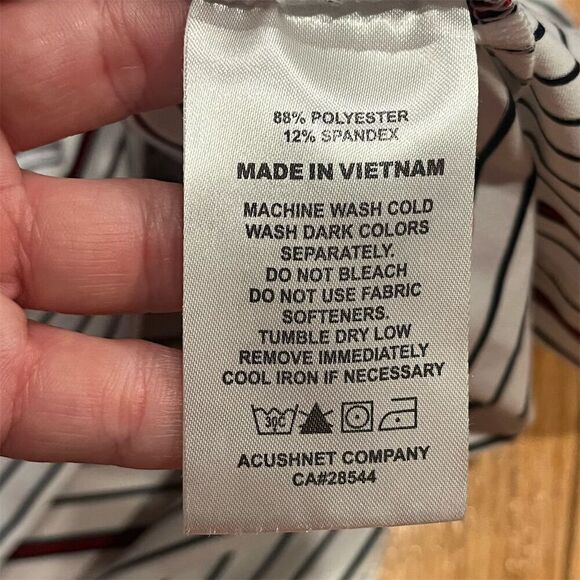 88% POLYESTER
12% SPANDEX
MADE IN VIETNAM
MACHINE WASH COLD
WASH DARK COLORS
SEPARATELY.
DO NOT BLEACH
DO NOT USE FABRIC
SOFTENERS.
TUMBLE DRY LOW
REMOVE IMMEDIATELY
COOL IRON IF NECESSARY
30C
ACUSHNET COMPANY
CA#28544